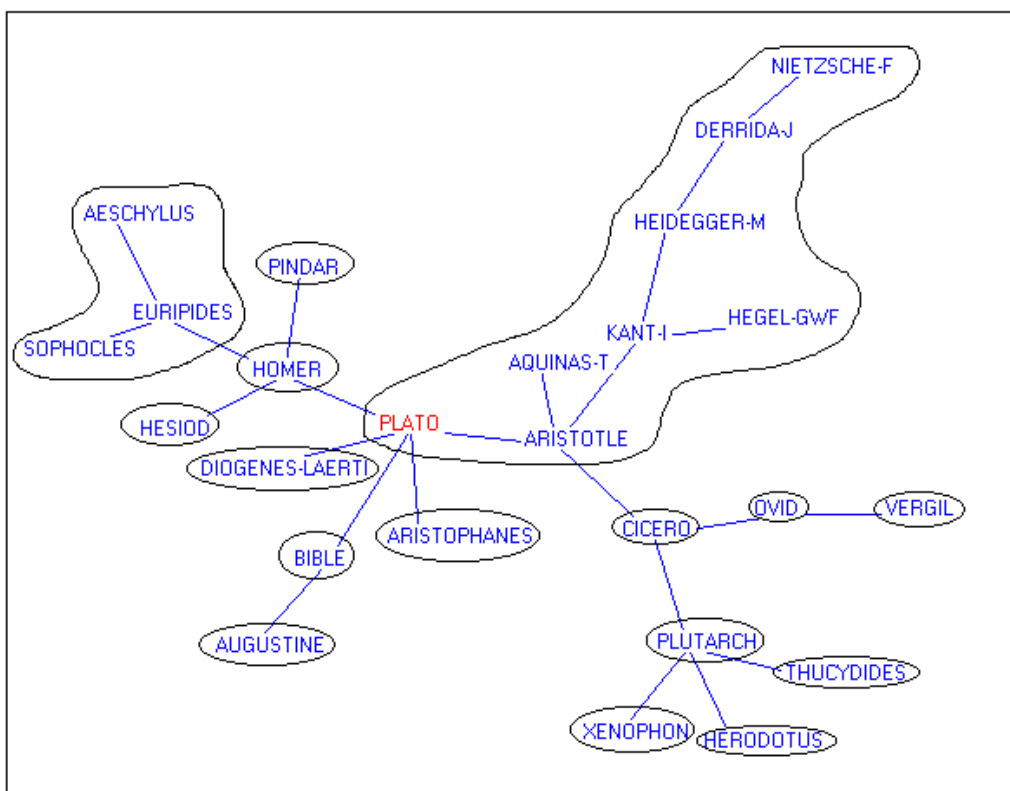 NIETZSCHE-F
DERRIDA-J
AESCHYLUS
HEIDEGGER-M
PINDAR
EURIPIDES
HEGEL-GWF
KANT-I
SOPHOCLES
AQUINAS-T
HOMER
PLATO
HESIOD
ARISTOTLE
DIOGENES-LAERTI
OVID
VERGIL
CICERO
ARISTOPHANES
BIBLE
AUGUSTINE
PLUTARCH
THUCYDIDES
XENOPHON
HERODOTUS